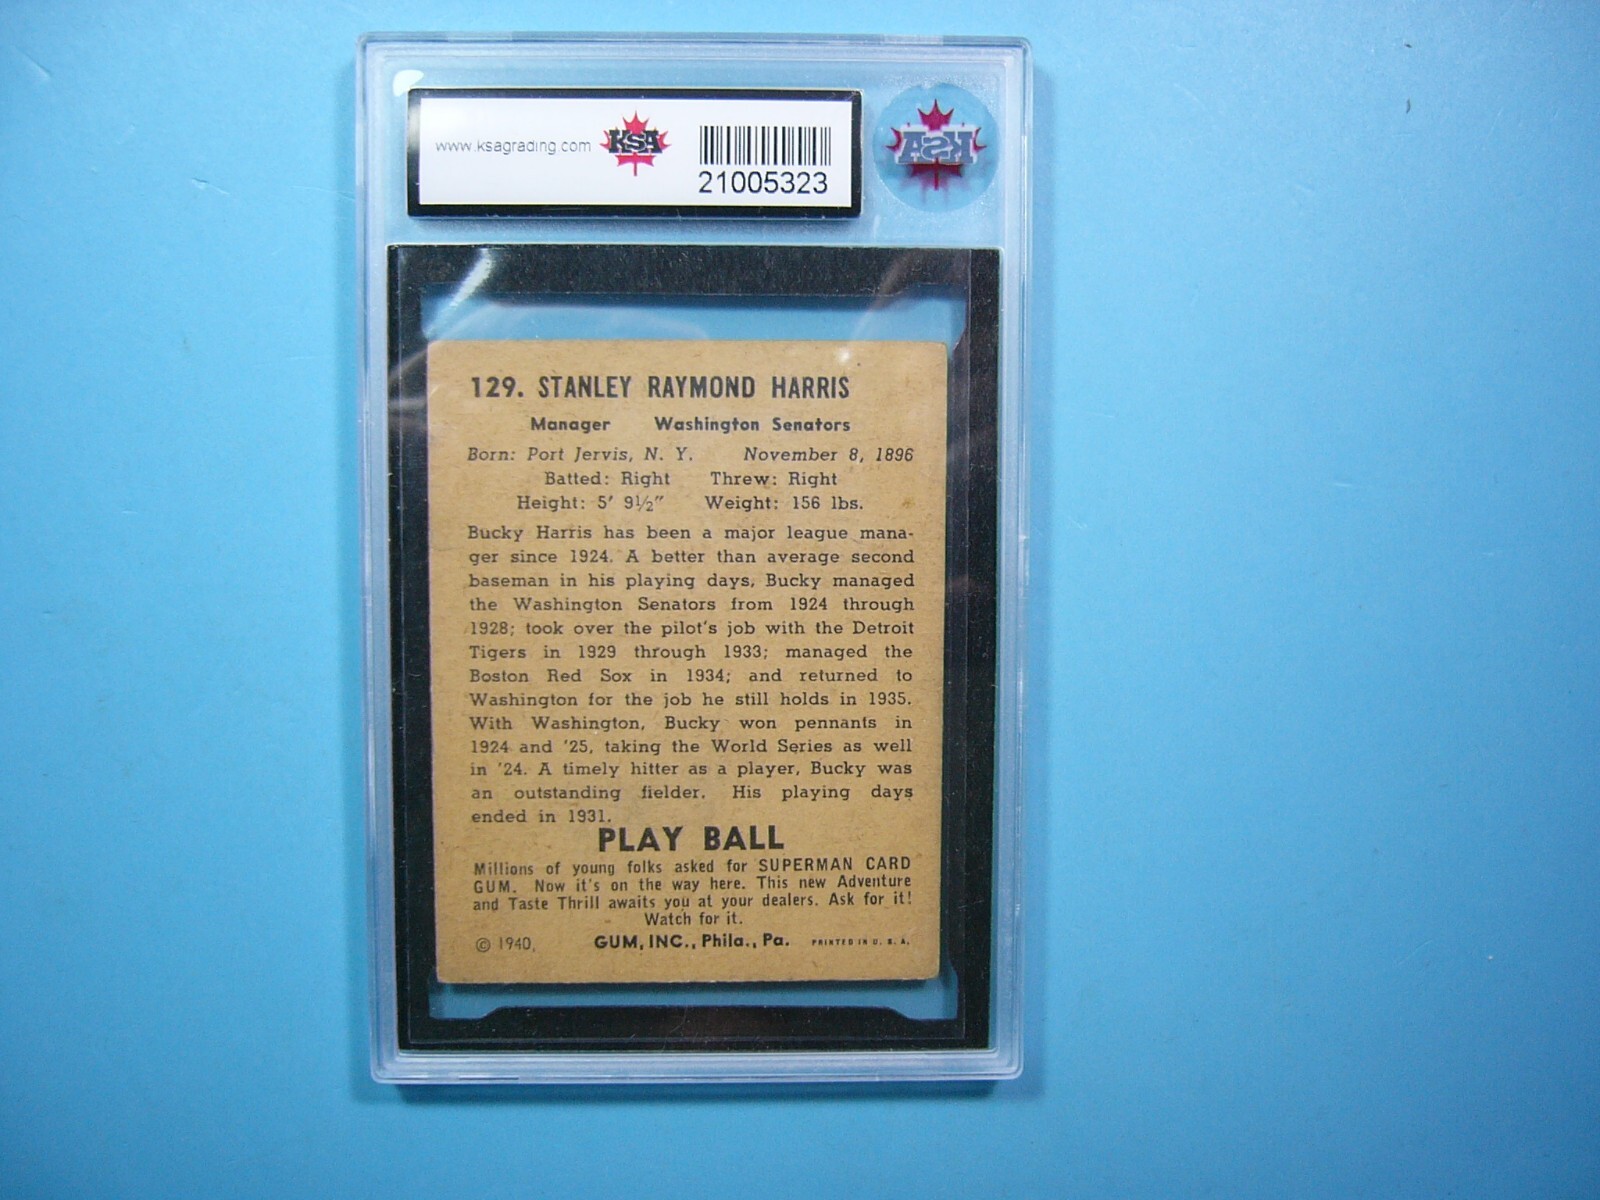 www.ksagrading.com
KSA
21005323
KSA
129. STANLEY RAYMOND HARRIS
Manager Washington Senators
Born: Port Jervis, N. Y. November 8, 1896
Batted: Right Threw: Right
Height: 5' 9½" Weight: 156 lbs.
Bucky Harris has been a major league mana-
ger since 1924. A better than average second
baseman in his playing days, Bucky managed
the Washington Senators from 1924 through
1928; took over the pilot's job with the Detroit
Tigers in 1929 through 1933; managed the
Boston Red Sox in 1934; and returned to
Washington for the job he still holds in 1935.
With Washington, Bucky won pennants in
1924 and '25, taking the World Series as well
in '24. A timely hitter as a player, Bucky was
an outstanding fielder. His playing days
ended in 1931.
PLAY BALL
Millions of young folks asked for SUPERMAN CARD
GUM. Now it's on the way here. This new Adventure
and Taste Thrill awaits you at your dealers. Ask for it!
Watch for it.
© 1940, GUM, INC., Phila., Pa. PRINTED IN U. S. A.